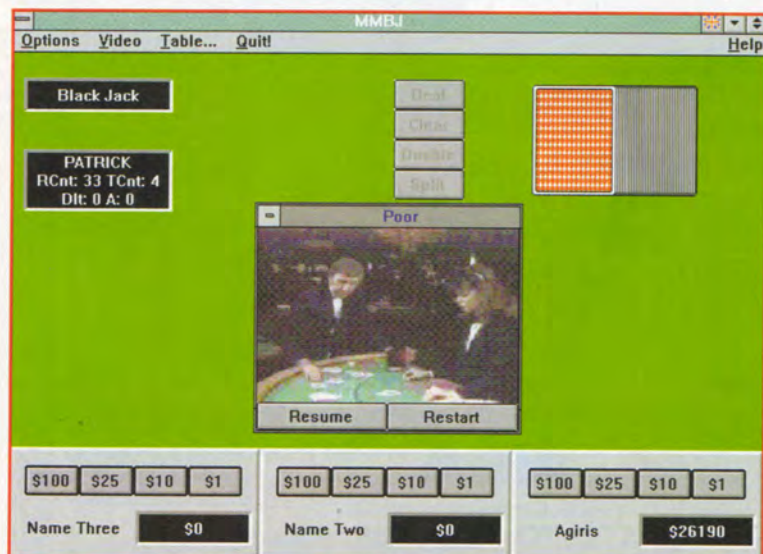 MMBJ
Options Video Table... Quit! Help
Black Jack
Deal
Clear
Double
Split
PATRICK
RCnt: 33 TCnt: 4
Dlt: 0 A: 0
Poor
Resume Restart
$100 $25 $10 $1
Name Three $0
$100 $25 $10 $1
Name Two $0
$100 $25 $10 $1
Agiris $26190